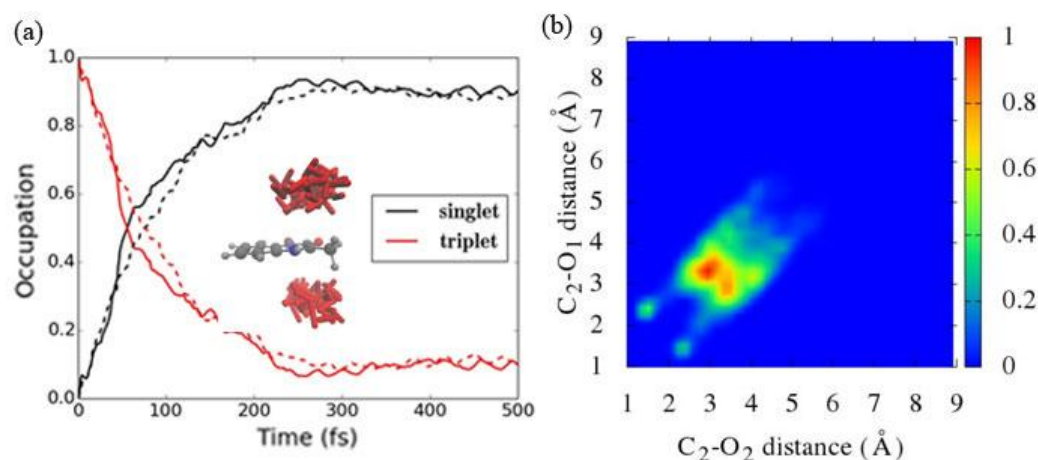 (a)
1.0
0.8
0.6
0.4
0.2
0.0
Occupation
singlet
triplet
0 100 200 300 400 500
Time (fs)
(b)
9
8
7
6
5
4
3
2
1
C₂-O₁ distance (Å)
1 2 3 4 5 6 7 8 9
C₂-O₂ distance (Å)
1
0.8
0.6
0.4
0.2
0